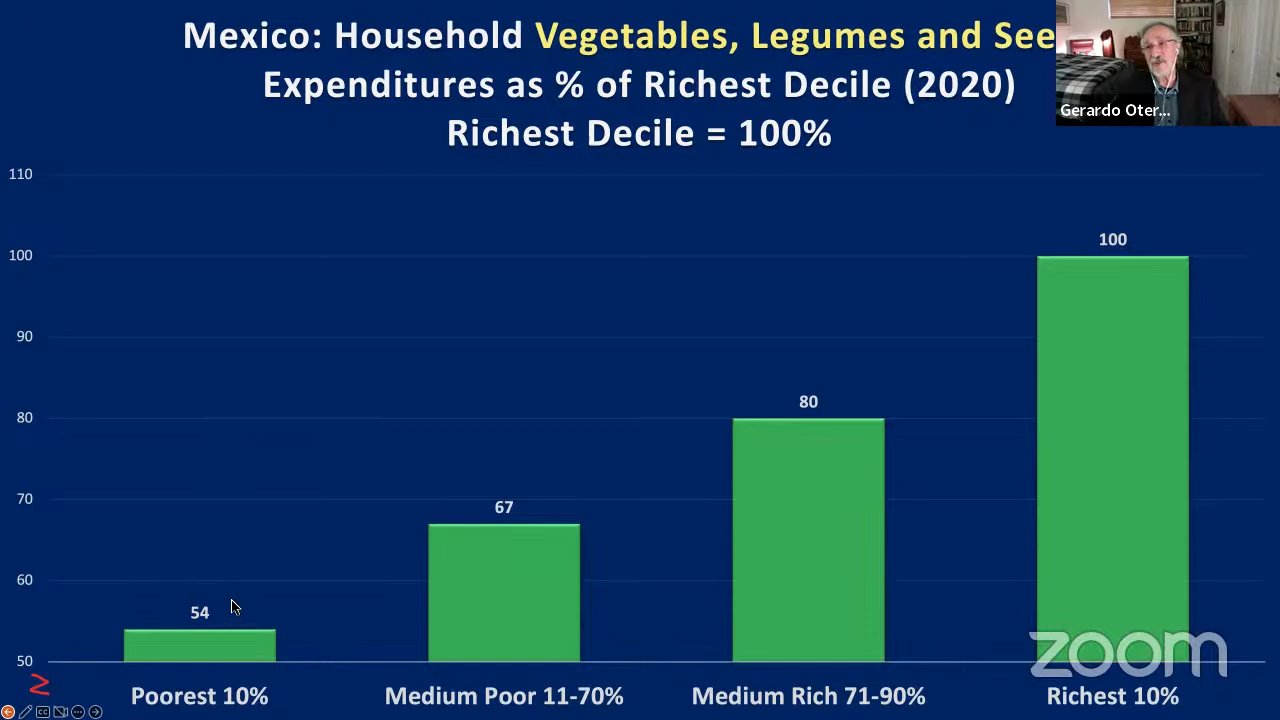 Mexico: Household Vegetables, Legumes and See
Expenditures as % of Richest Decile (2020)
Richest Decile = 100%
Gerardo Oter...
110
100
90
80
70
60
50
54
67
80
100
Poorest 10%
Medium Poor 11-70%
Medium Rich 71-90%
Richest 10%
zoom
CC